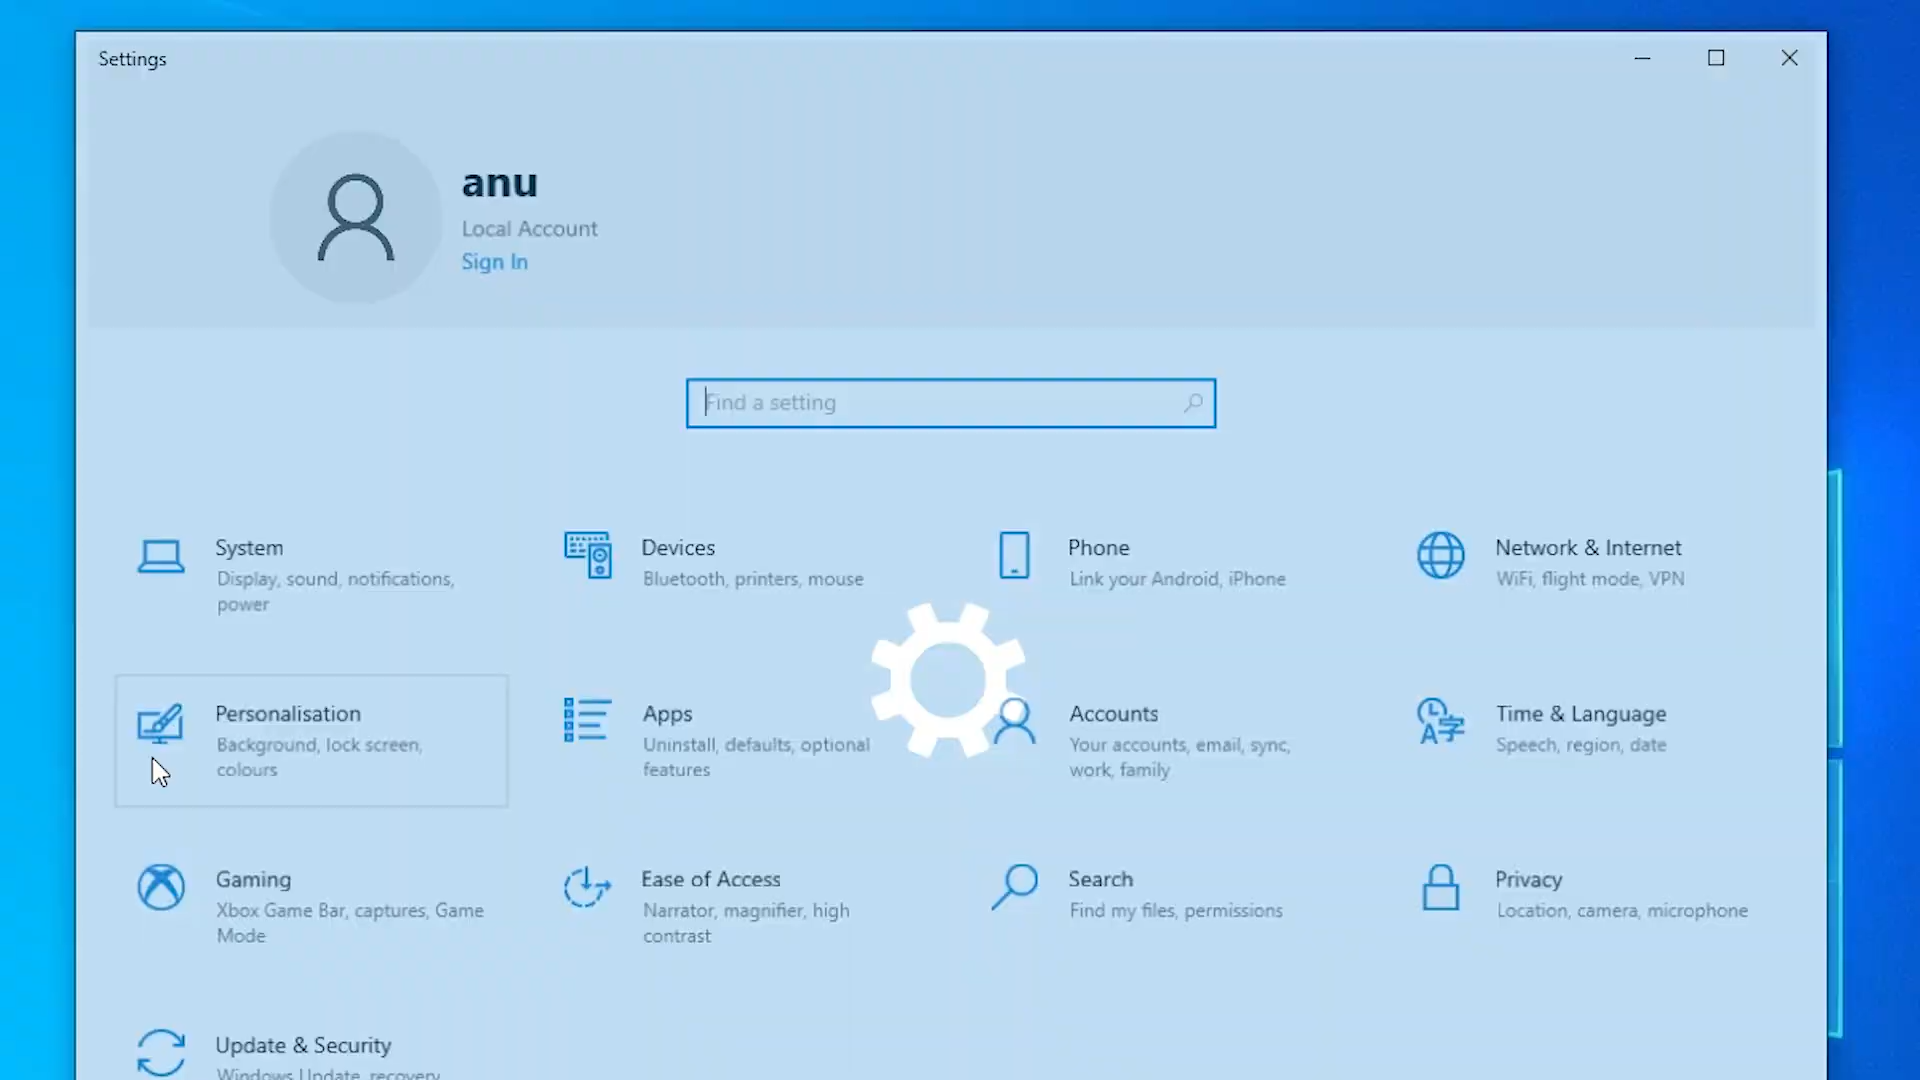 Settings
anu
Local Account
Sign In
Find a setting
System
Display, sound, notifications,
power
Devices
Bluetooth, printers, mouse
Phone
Link your Android, iPhone
Network & Internet
WiFi, flight mode, VPN
Personalisation
Background, lock screen,
colours
Apps
Uninstall, defaults, optional
features
Accounts
Your accounts, email, sync,
work, family
Time & Language
Speech, region, date
Gaming
Xbox Game Bar, captures, Game
Mode
Ease of Access
Narrator, magnifier, high
contrast
Search
Find my files, permissions
Privacy
Location, camera, microphone
Update & Security
Windows Update, recovery